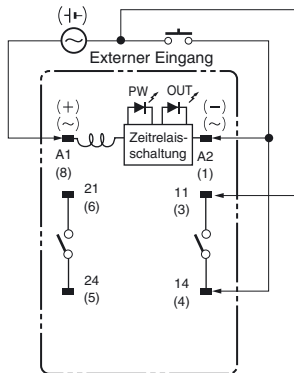 Externer Eingang
PW OUT
(+) (−)
(~) (~)
Zeitrelais-
schaltung
A1 A2
(8) (1)
21 11
(6) (3)
24 14
(5) (4)